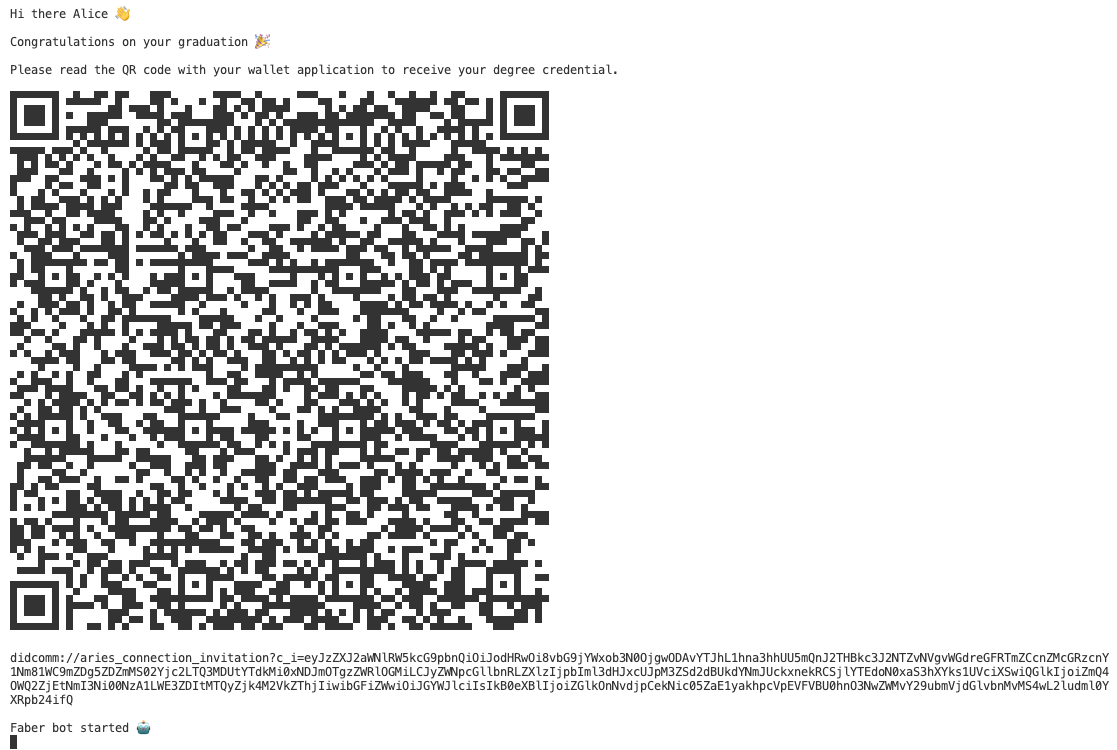 Hi there Alice 👋
Congratulations on your graduation 🎉
Please read the QR code with your wallet application to receive your degree credential.
didcomm://aries_connection_invitation?c_i=eyJzZXJ2aWNlRW5kcG9pbnQiOiJodHRwOi8vbG9jYWxob3N0OjgwODAvYTJhL1hna3hhUU5mQnJ2THBkc3J2NTZvNVgvWGdreGFRTmZCcnZMcGRzcnY
1Nm81WC9mZDg5ZDZmMS02Yjc2LTQ3MDUtYTdkMi0xNDJmOTgzZWRlOGMiLCJyZWNpcGllbnRLZXlzIjpbIml3dHJxcUJpM3ZSd2dBUkdYNmJUckxnekRCSjlYTEdoN0xaS3hXYks1UVciXSwiQGlkIjoiZmQ4
OWQ2ZjEtNmI3Ni00NzA1LWE3ZDItMTQyZjk4M2VkZThjIiwibGFiZWwiOiJGYWJlciIsIkB0eXBlIjoiZGlkOnNvdjpCekNic05ZaE1yakhpcVpEVEFVBU0hnO3NwZWMvY29ubmVjdGlvbnMvMS4wL2ludml0Y
XRpb24ifQ
Faber bot started 🤖